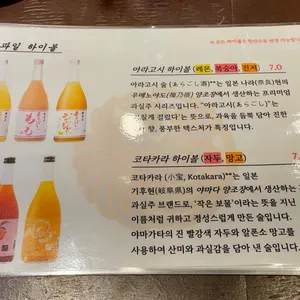 과일 하이볼
아라고시 하이볼 (레몬, 복숭아, 진저) 7.0
아라고시 술(あらごし酒)**는 일본 나라(奈良)현의
우메노야도(梅乃宿) 양조장에서 생산하는 프리미엄
과실주 시리즈입니다. "아라고시(あらごし)"는
걸렀다"는 뜻으로, 과육을 듬뿍 담아 진한
풍부한 텍스처가 특징입니다.
코타카라 하이볼 (자두, 망고) 7.
코타카라 (小宝, Kotakara)**는 일본
기후현(岐阜県)의 야마다 양조장에서 생산하는
과실주 브랜드로, '작은 보물'이라는 뜻을 지닌
이름처럼 귀하고 정성스럽게 만든 술입니다.
야마가타의 진 빨강색 자두와 알폰소 망고를
사용하여 산미와 과실감을 담아 낸 술입니다.